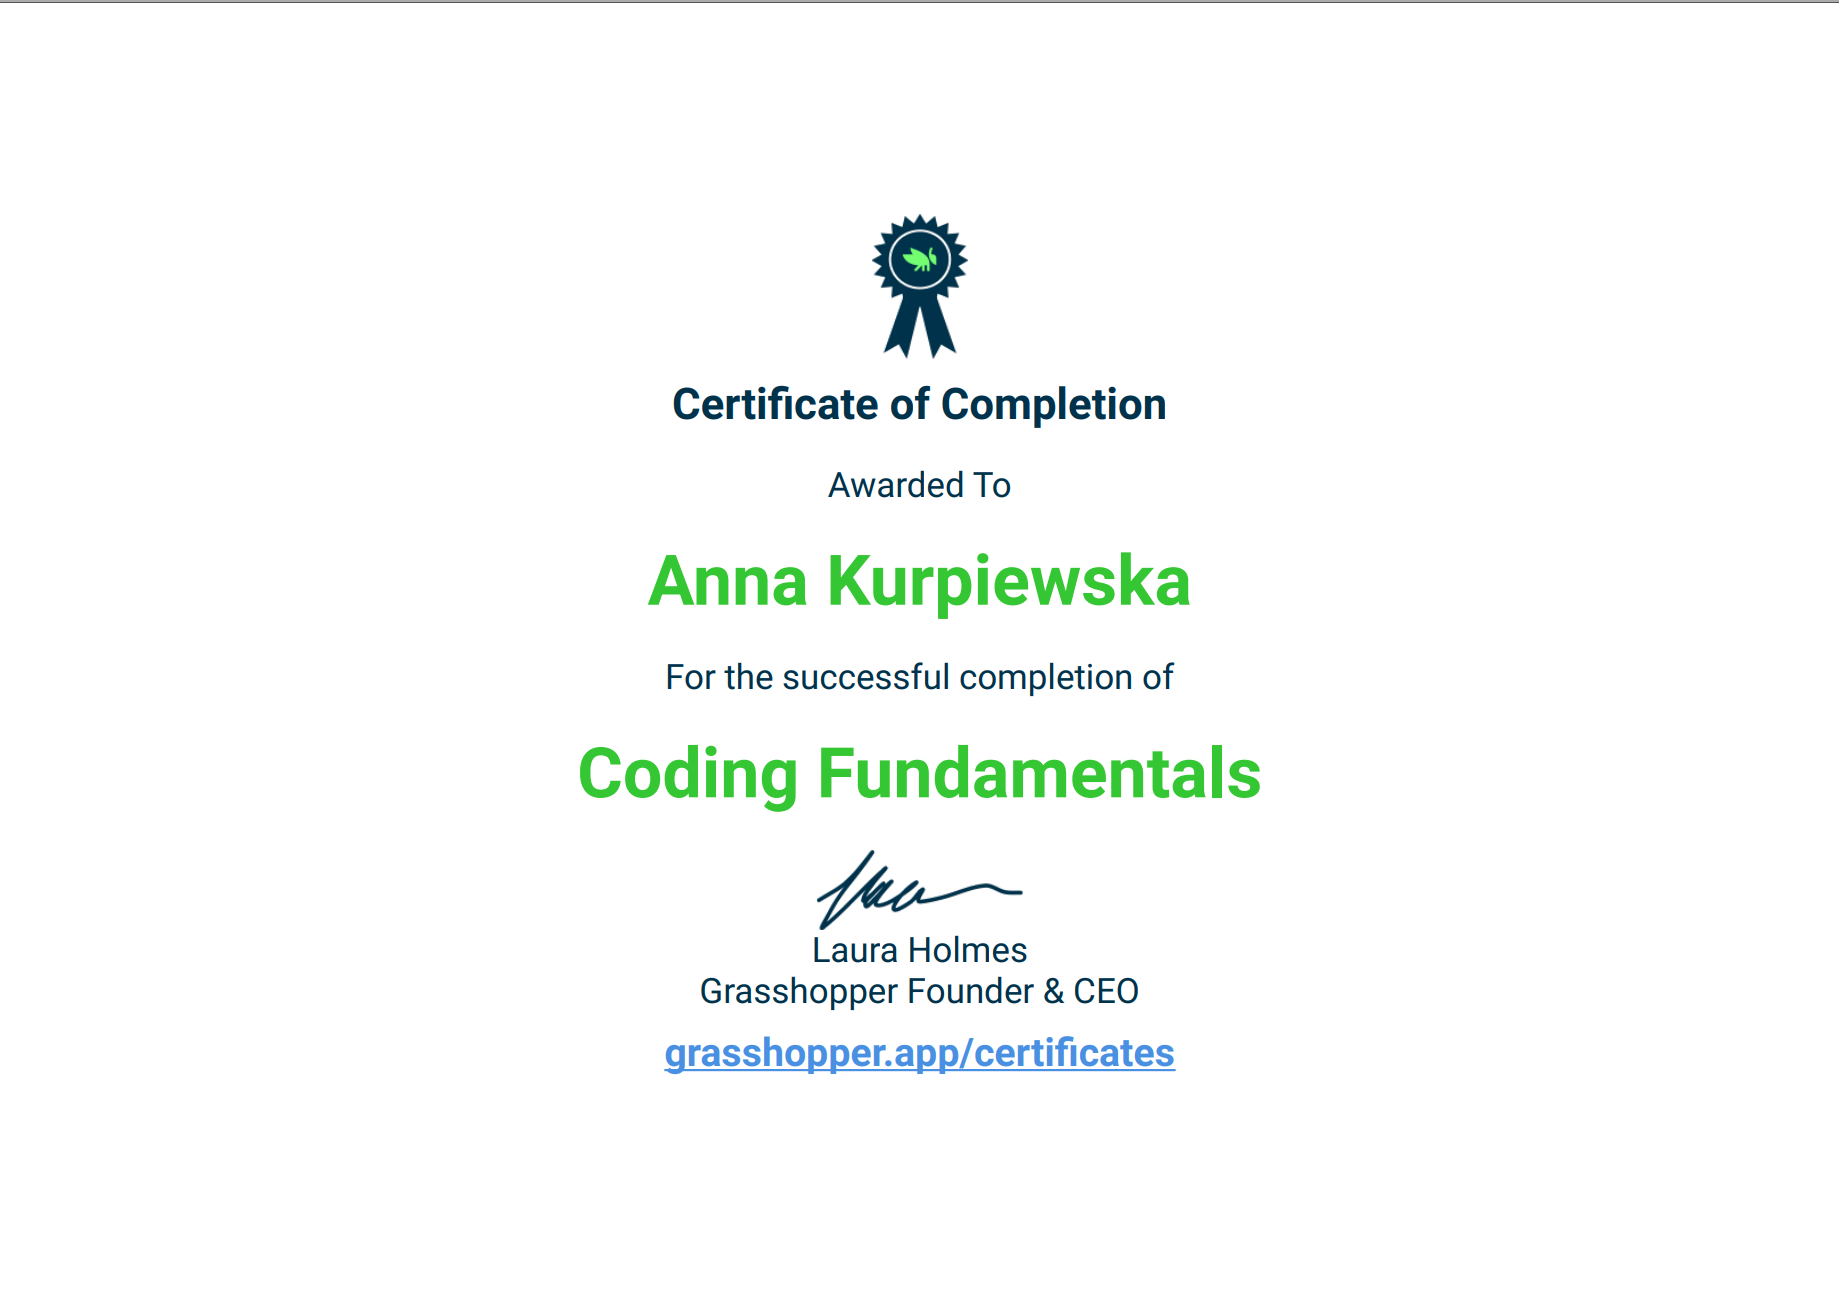 Certificate of Completion
Awarded To
Anna Kurpiewska
For the successful completion of
Coding Fundamentals
Laura Holmes
Grasshopper Founder & CEO
grasshopper.app/certificates